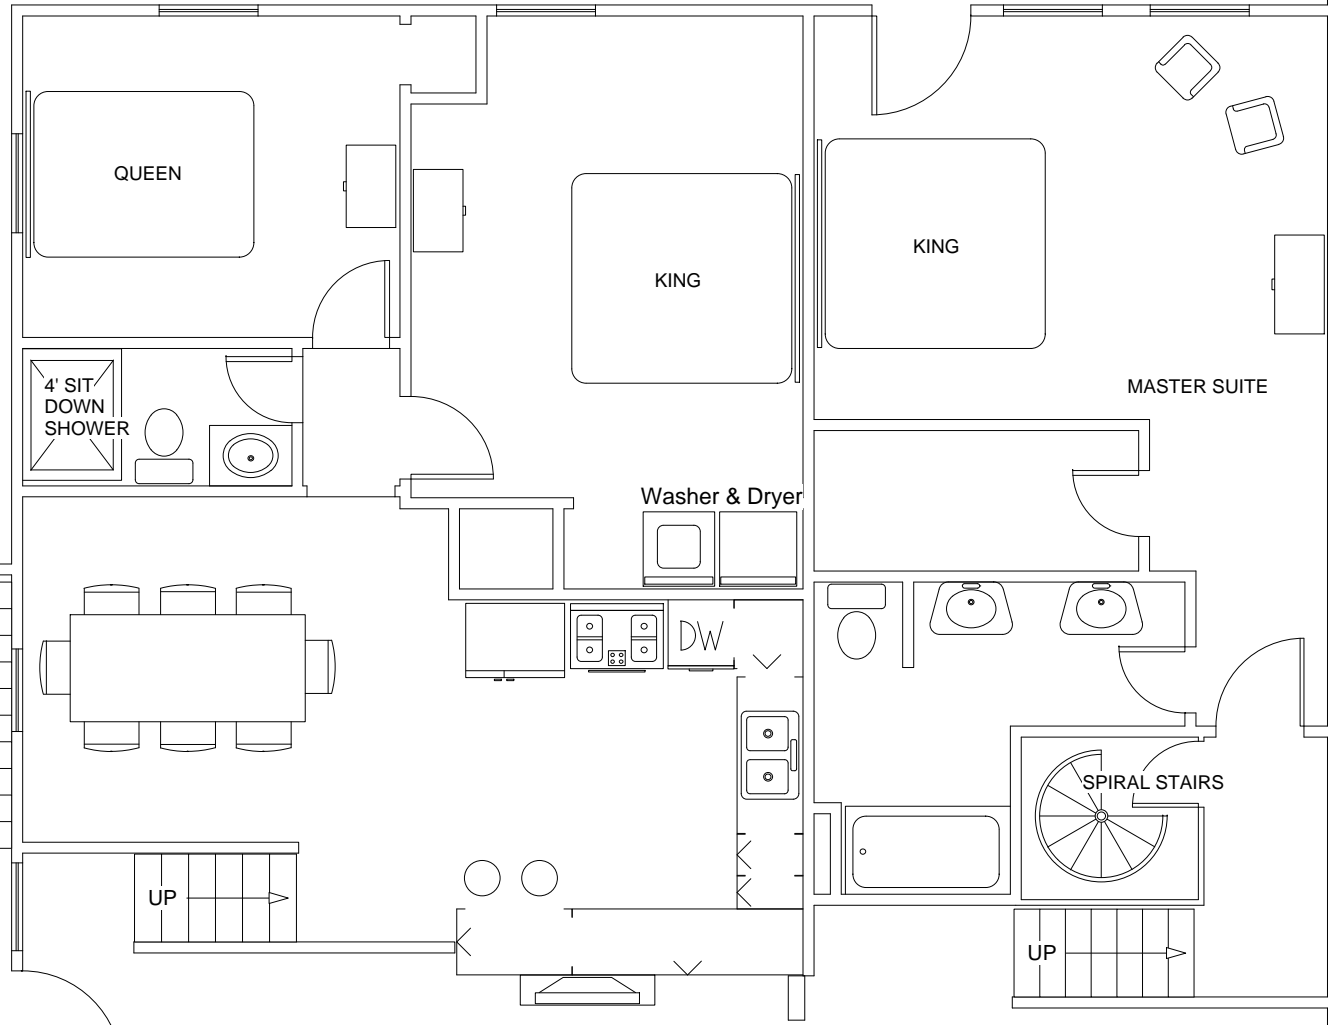 QUEEN
KING
KING
MASTER SUITE
4' SIT
DOWN
SHOWER
Washer & Dryer
DW
SPIRAL STAIRS
UP
UP